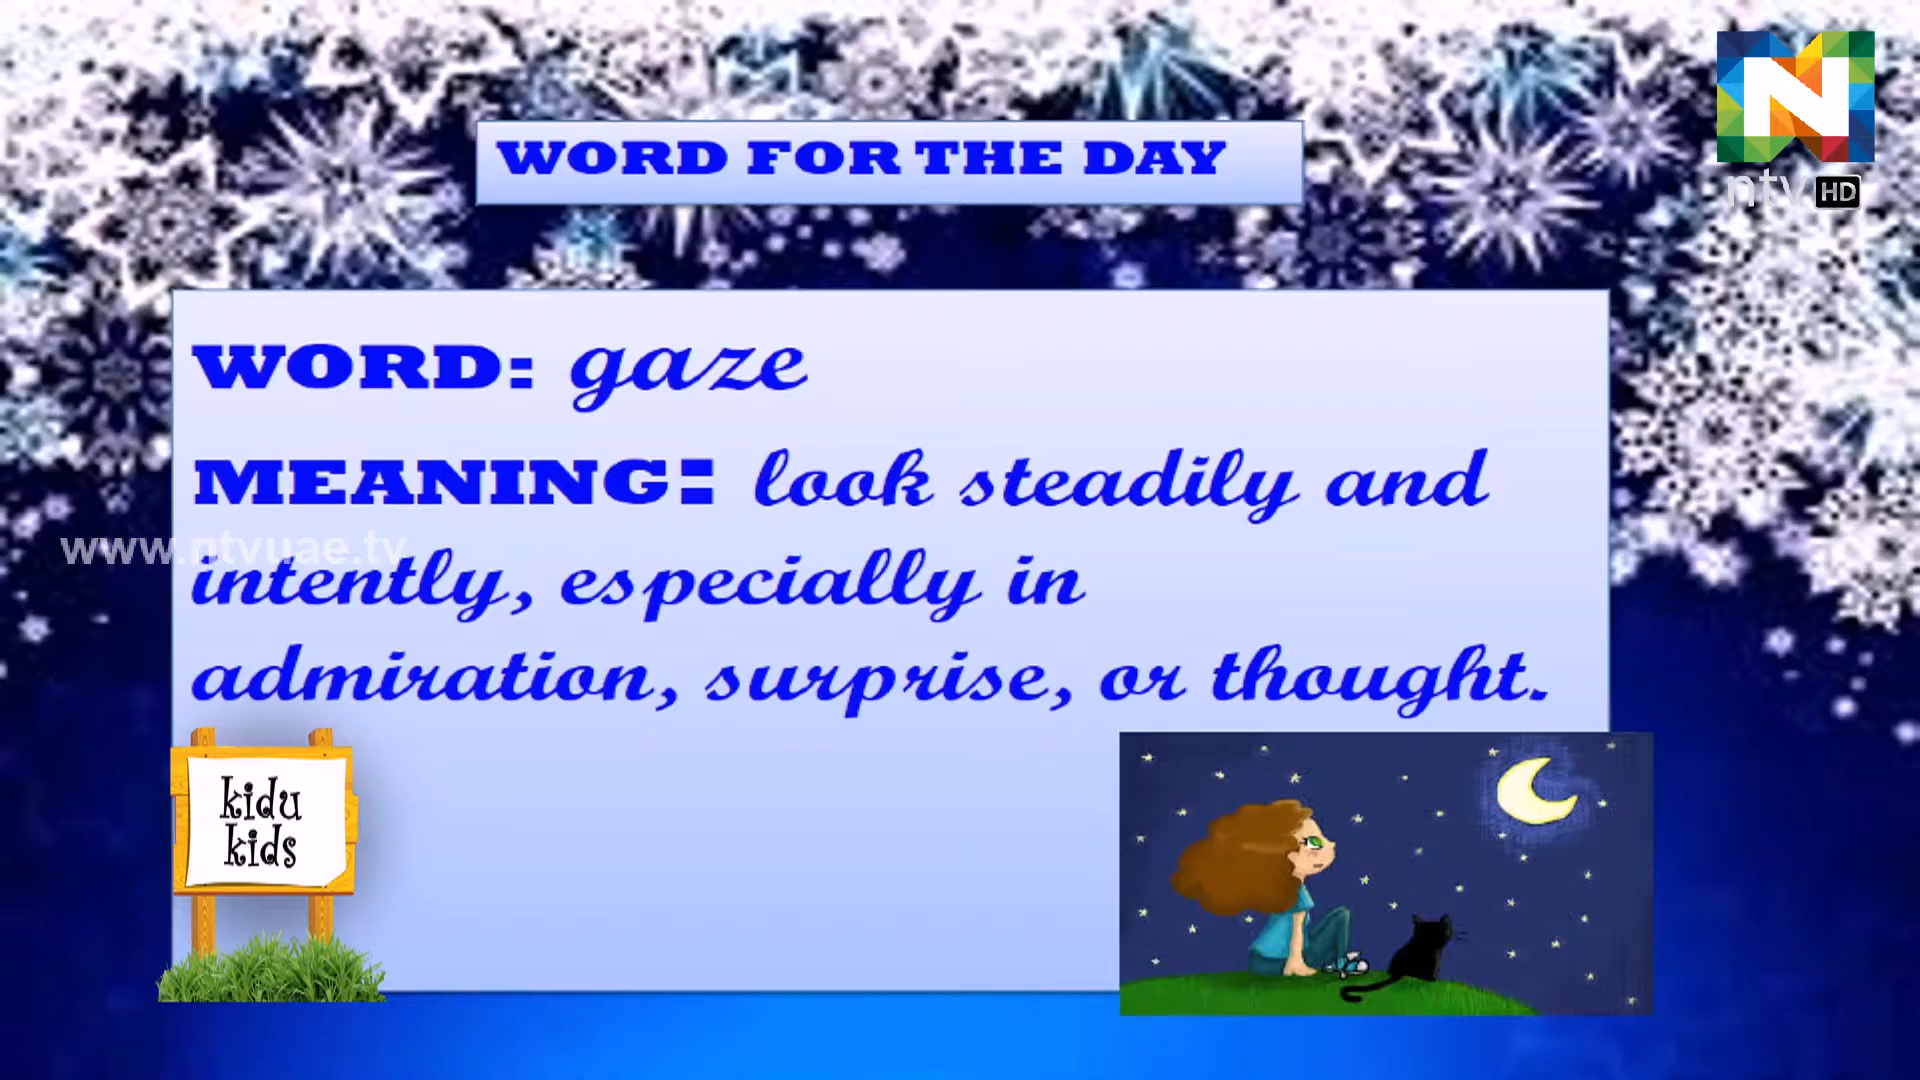 WORD FOR THE DAY
N
ntv HD
WORD: gaze
MEANING: look steadily and
www.ntvuae.tv
intently, especially in
admiration, surprise, or thought.
kidu
kids